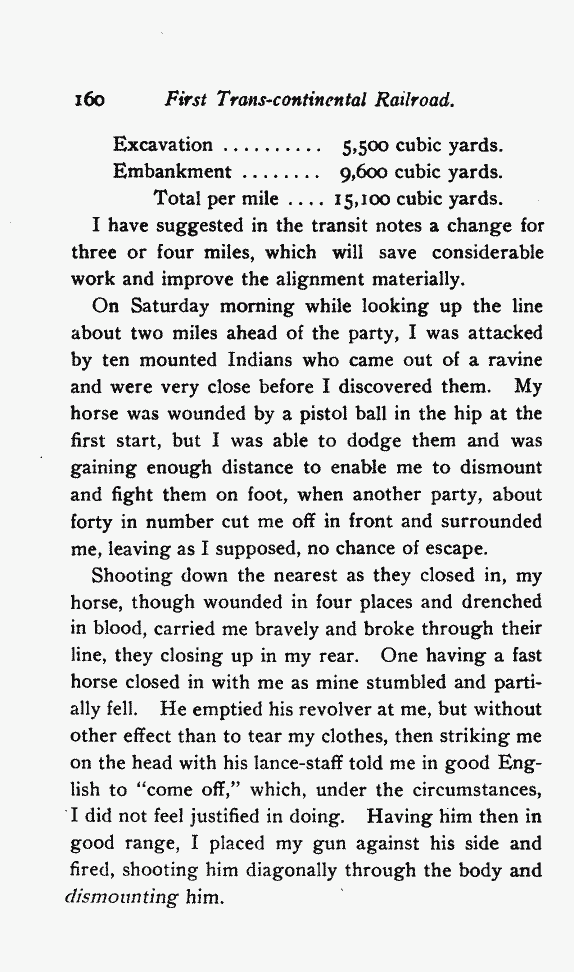 160 First Trans-continental Railroad.
Excavation .......... 5,500 cubic yards.
Embankment ........ 9,600 cubic yards.
Total per mile .... 15,100 cubic yards.
I have suggested in the transit notes a change for
three or four miles, which will save considerable
work and improve the alignment materially.
On Saturday morning while looking up the line
about two miles ahead of the party, I was attacked
by ten mounted Indians who came out of a ravine
and were very close before I discovered them. My
horse was wounded by a pistol ball in the hip at the
first start, but I was able to dodge them and was
gaining enough distance to enable me to dismount
and fight them on foot, when another party, about
forty in number cut me off in front and surrounded
me, leaving as I supposed, no chance of escape.
Shooting down the nearest as they closed in, my
horse, though wounded in four places and drenched
in blood, carried me bravely and broke through their
line, they closing up in my rear. One having a fast
horse closed in with me as mine stumbled and parti-
ally fell. He emptied his revolver at me, but without
other effect than to tear my clothes, then striking me
on the head with his lance-staff told me in good Eng-
lish to "come off," which, under the circumstances,
I did not feel justified in doing. Having him then in
good range, I placed my gun against his side and
fired, shooting him diagonally through the body and
dismounting him.